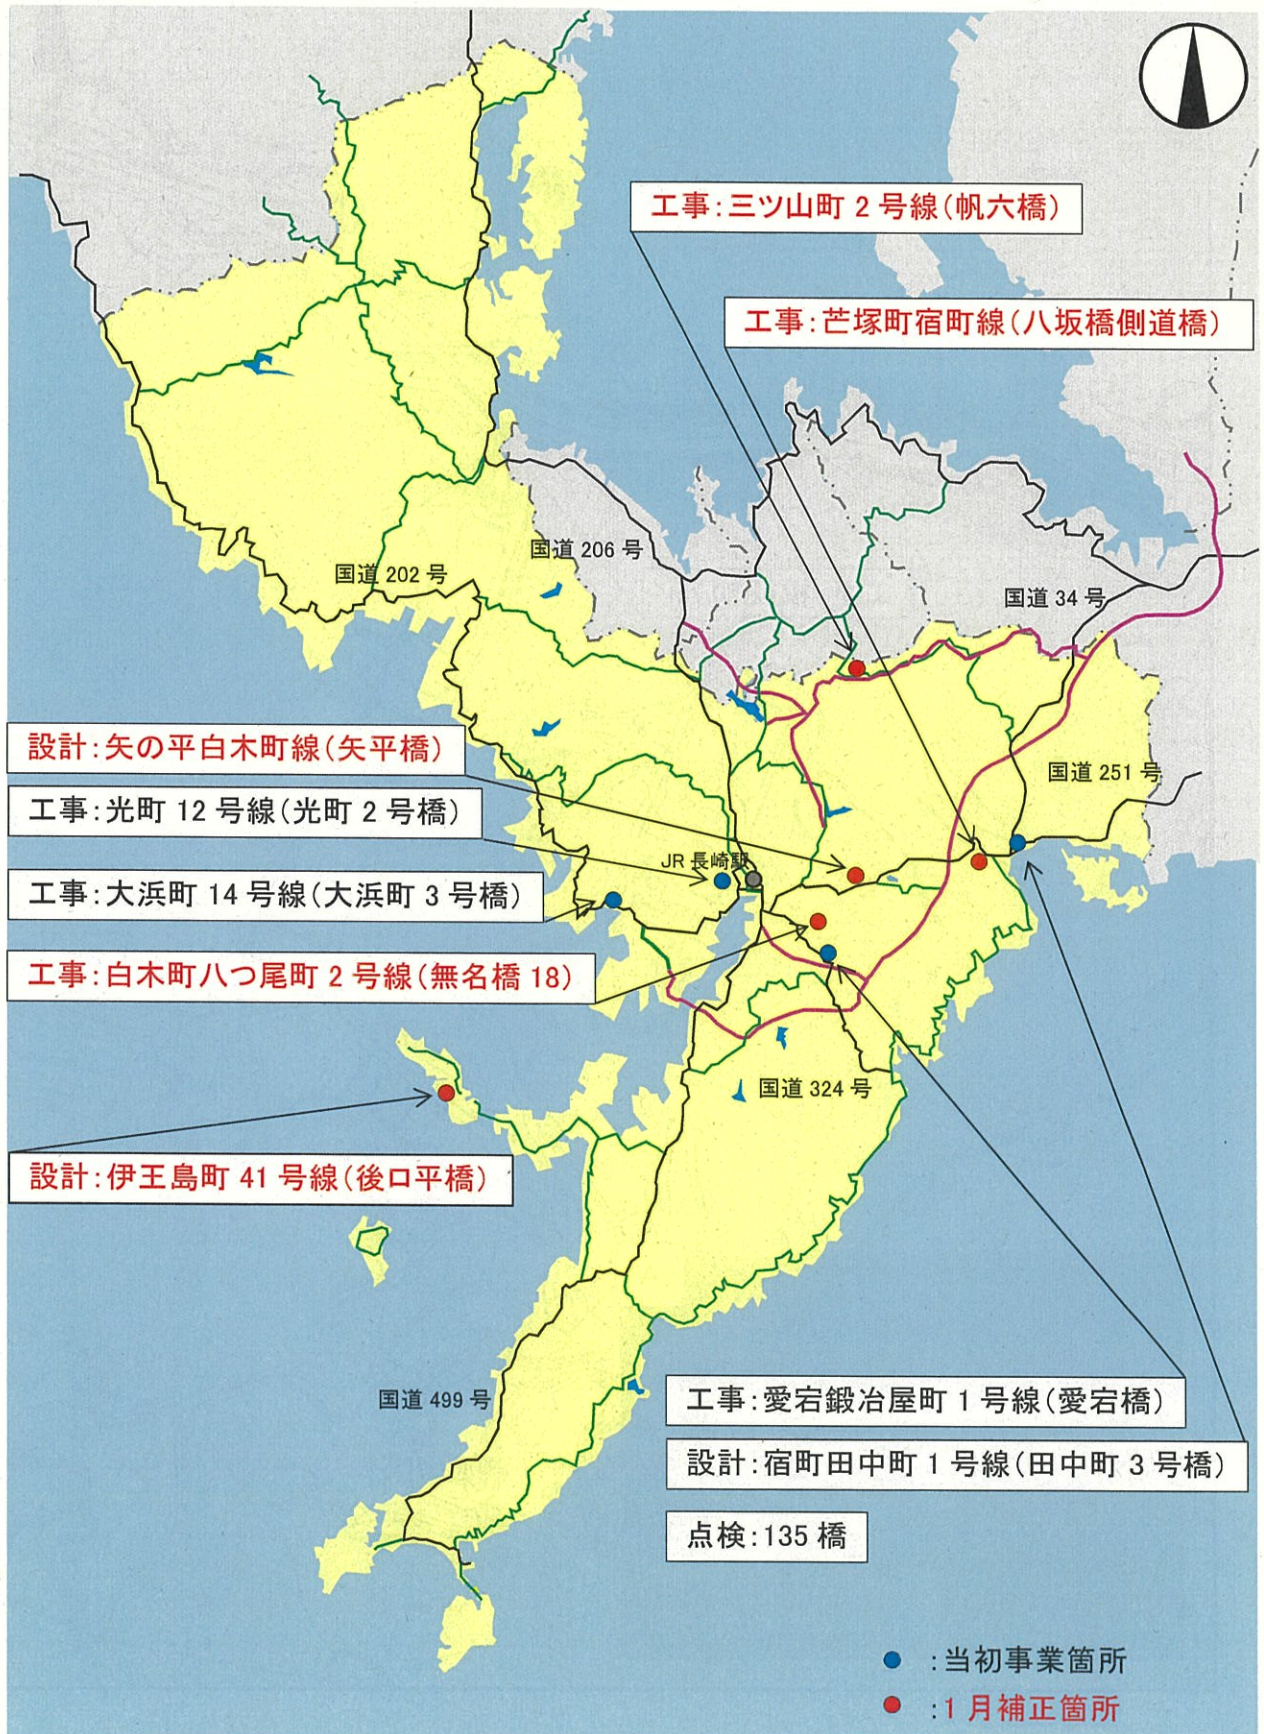 工事：三ツ山町 2 号線（帆六橋）
工事：芒塚町宿町線（八坂橋側道橋）
国道 206 号
国道 202 号
国道 34 号
設計：矢の平白木町線（矢平橋）
国道 251 号
工事：光町 12 号線（光町 2 号橋）
JR 長崎駅
工事：大浜町 14 号線（大浜町 3 号橋）
工事：白木町八つ尾町 2 号線（無名橋 18）
国道 324 号
設計：伊王島町 41 号線（後口平橋）
国道 499 号
工事：愛宕鍛冶屋町 1 号線（愛宕橋）
設計：宿町田中町 1 号線（田中町 3 号橋）
点検：135 橋
：当初事業箇所
：1 月補正箇所